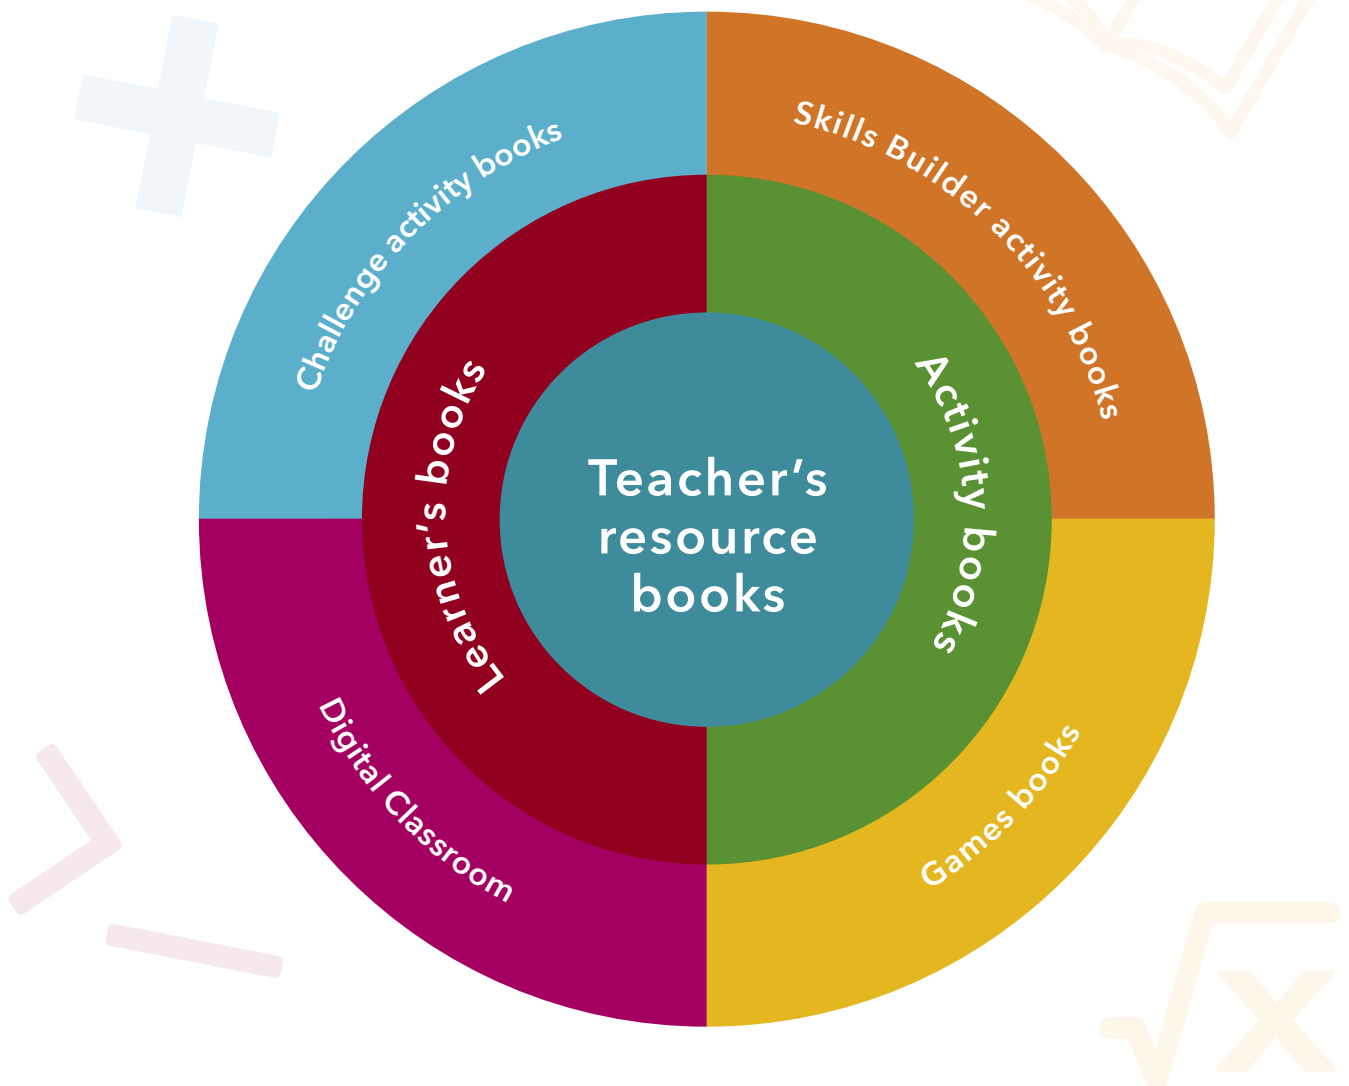 Challenge activity books
Skills Builder activity books
Learner's books
Activity books
Teacher's
resource
books
Digital Classroom
Games books
√x